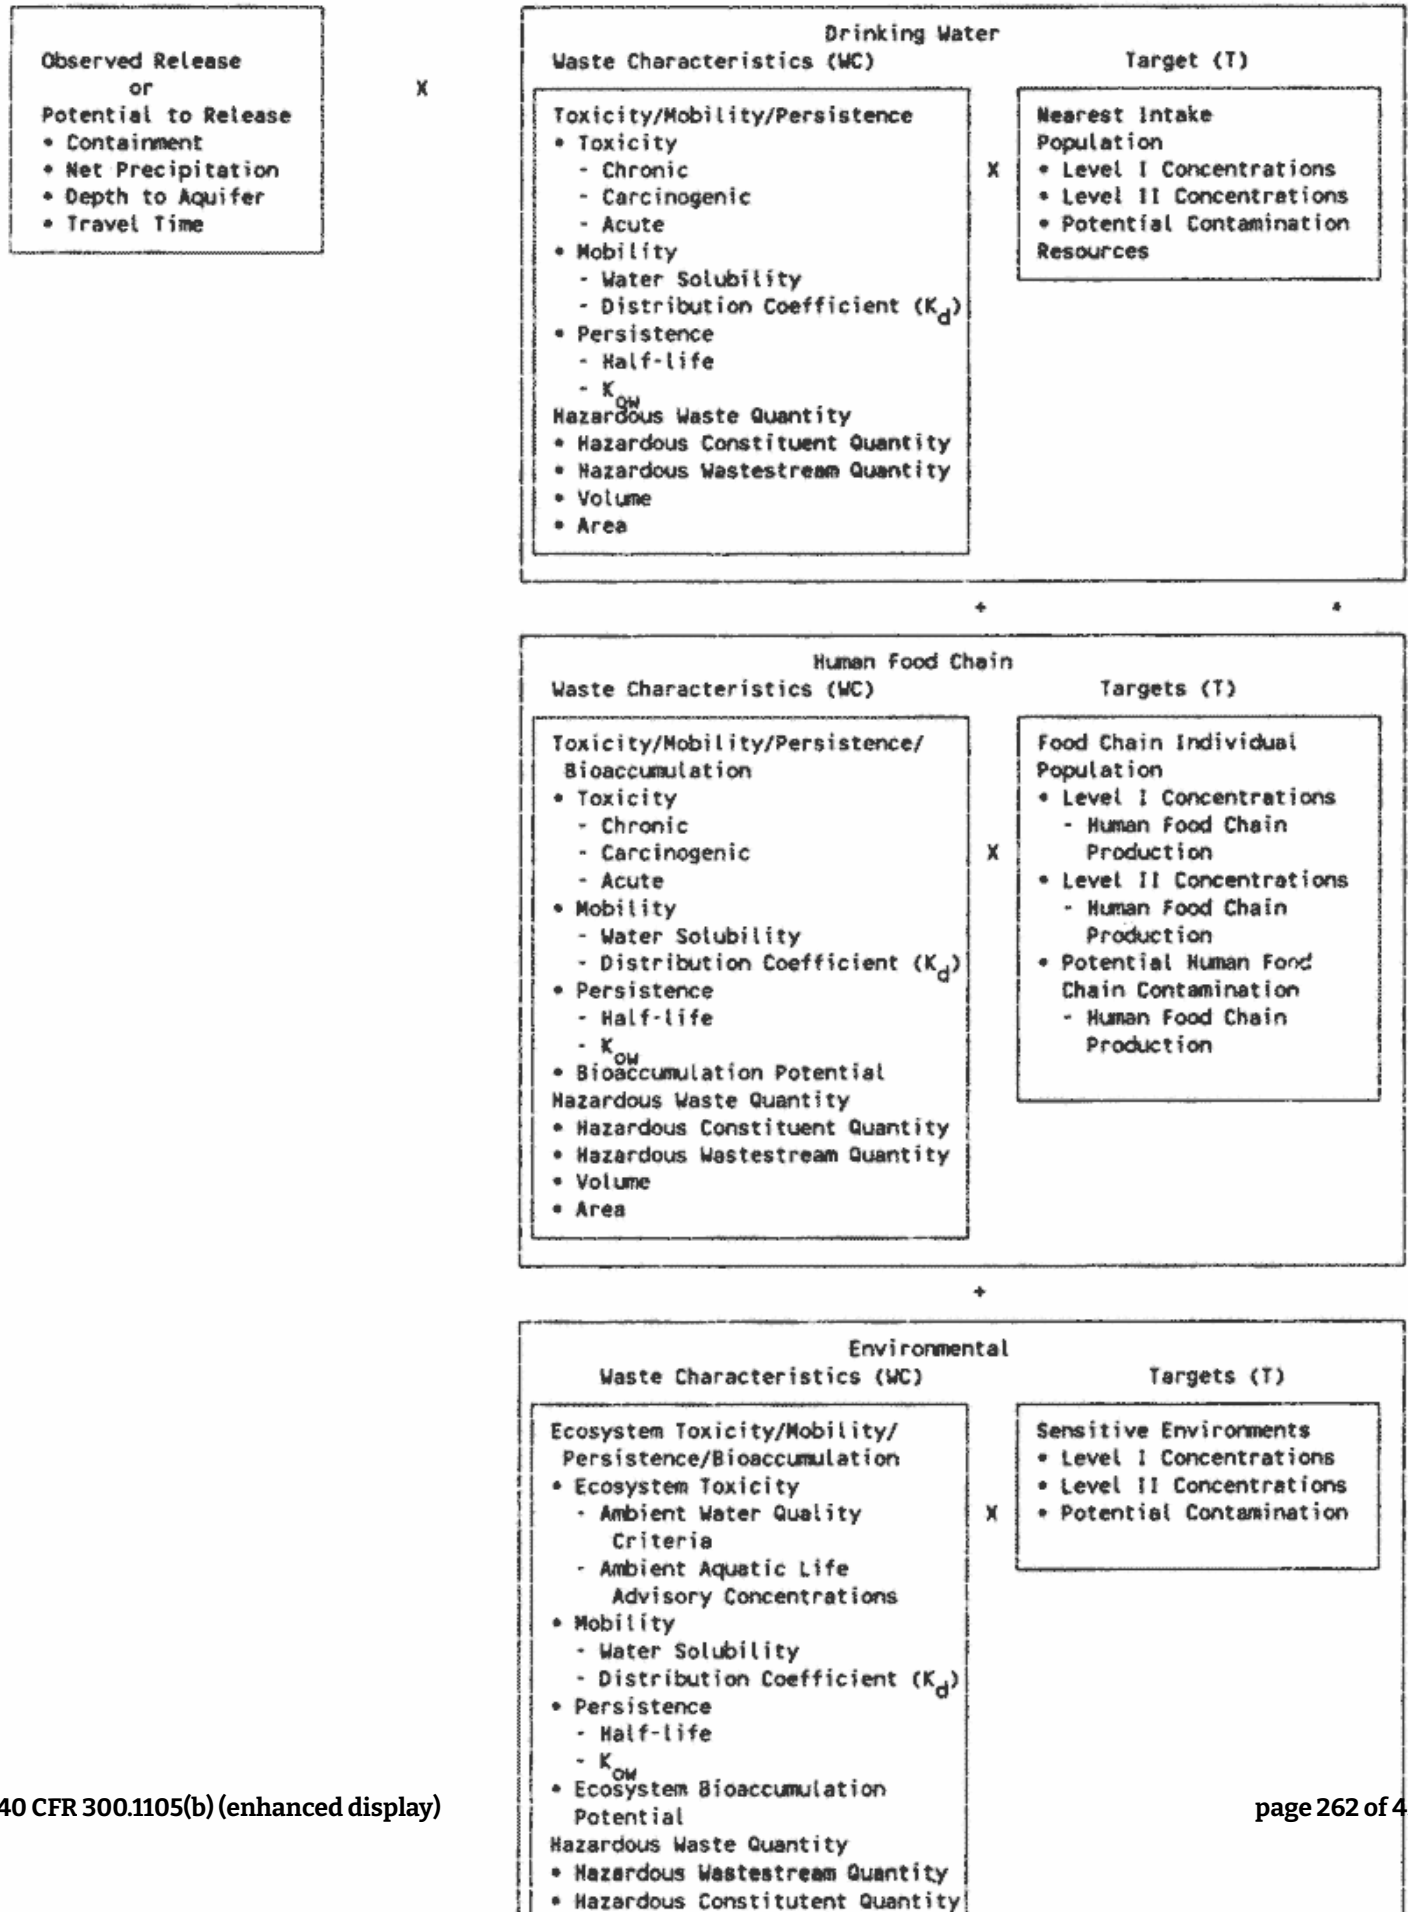 Observed Release
or
Potential to Release
• Containment
• Net Precipitation
• Depth to Aquifer
• Travel Time
X
Drinking Water
Waste Characteristics (WC)
Toxicity/Mobility/Persistence
• Toxicity
- Chronic
- Carcinogenic
- Acute
• Mobility
- Water Solubility
- Distribution Coefficient (Kd)
• Persistence
- Half-life
- Kow
Hazardous Waste Quantity
• Hazardous Constituent Quantity
• Hazardous Wastestream Quantity
• Volume
• Area
X
Target (T)
Nearest Intake
Population
• Level I Concentrations
• Level II Concentrations
• Potential Contamination
Resources
+
Human Food Chain
Waste Characteristics (WC)
Toxicity/Mobility/Persistence/
Bioaccumulation
• Toxicity
- Chronic
- Carcinogenic
- Acute
• Mobility
- Water Solubility
- Distribution Coefficient (Kd)
• Persistence
- Half-life
- Kow
• Bioaccumulation Potential
Hazardous Waste Quantity
• Hazardous Constituent Quantity
• Hazardous Wastestream Quantity
• Volume
• Area
X
Targets (T)
Food Chain Individual
Population
• Level I Concentrations
- Human Food Chain
Production
• Level II Concentrations
- Human Food Chain
Production
• Potential Human Food
Chain Contamination
- Human Food Chain
Production
+
Environmental
Waste Characteristics (WC)
Ecosystem Toxicity/Mobility/
Persistence/Bioaccumulation
• Ecosystem Toxicity
- Ambient Water Quality
Criteria
- Ambient Aquatic Life
Advisory Concentrations
• Mobility
- Water Solubility
- Distribution Coefficient (Kd)
• Persistence
- Half-life
- Kow
• Ecosystem Bioaccumulation
Potential
Hazardous Waste Quantity
• Hazardous Wastestream Quantity
• Hazardous Constitutent Quantity
X
Targets (T)
Sensitive Environments
• Level I Concentrations
• Level II Concentrations
• Potential Contamination
40 CFR 300.1105(b) (enhanced display)
page 262 of 4